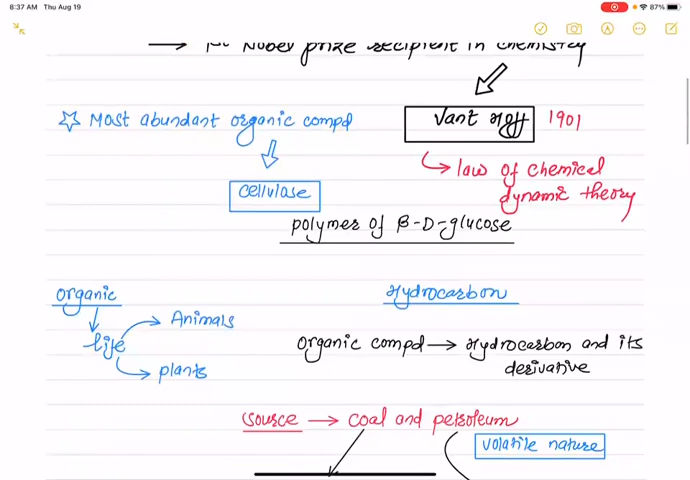 8:37 AM Thu Aug 19
87%
→ 1st Nobel prize recipient in chemistry
☆ Most abundant organic compd
Vant Hoff 1901
law of chemical
dynamic theory
cellulase
polymer of β-D-glucose
organic
life
Animals
plants
Hydrocarbon
organic compd → Hydrocarbon and its
derivative
source → coal and petroleum
volatile nature